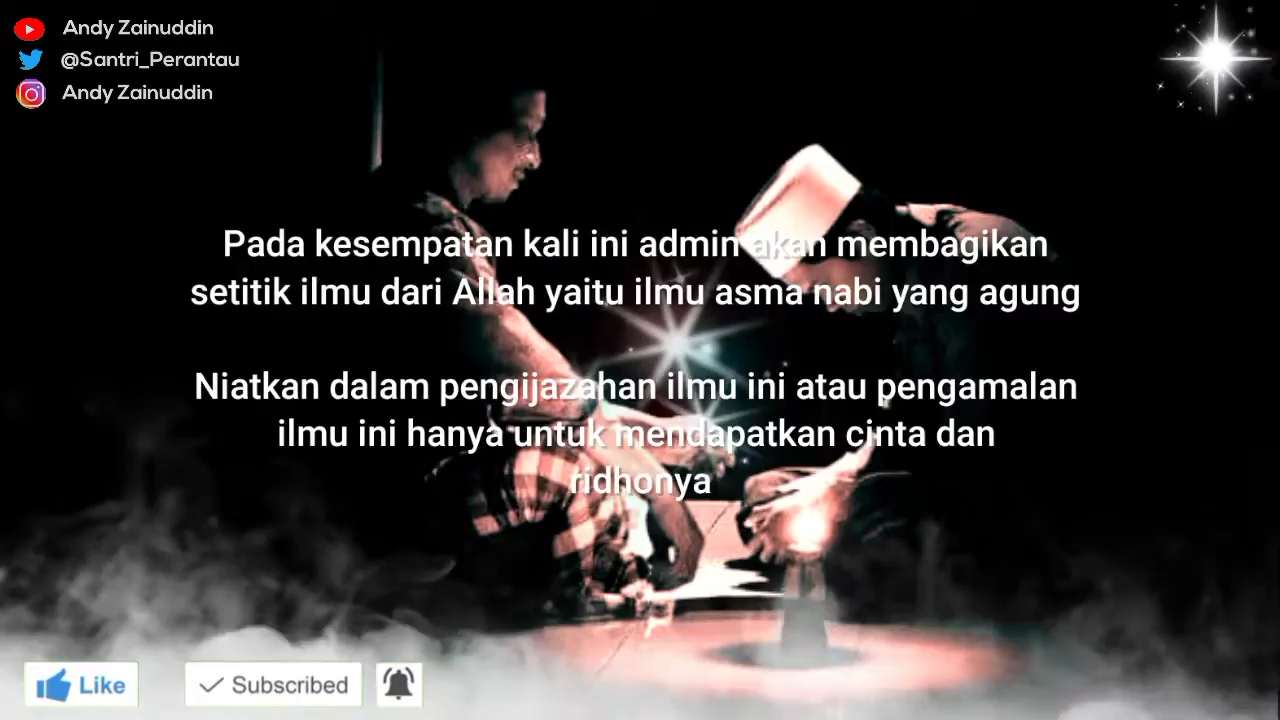 Andy Zainuddin
@Santri_Perantau
Andy Zainuddin
Pada kesempatan kali ini admin akan membagikan
setitik ilmu dari Allah yaitu ilmu asma nabi yang agung
Niatkan dalam pengijazahan ilmu ini atau pengamalan
ilmu ini hanya untuk mendapatkan cinta dan
ridhonya
Like
Subscribed